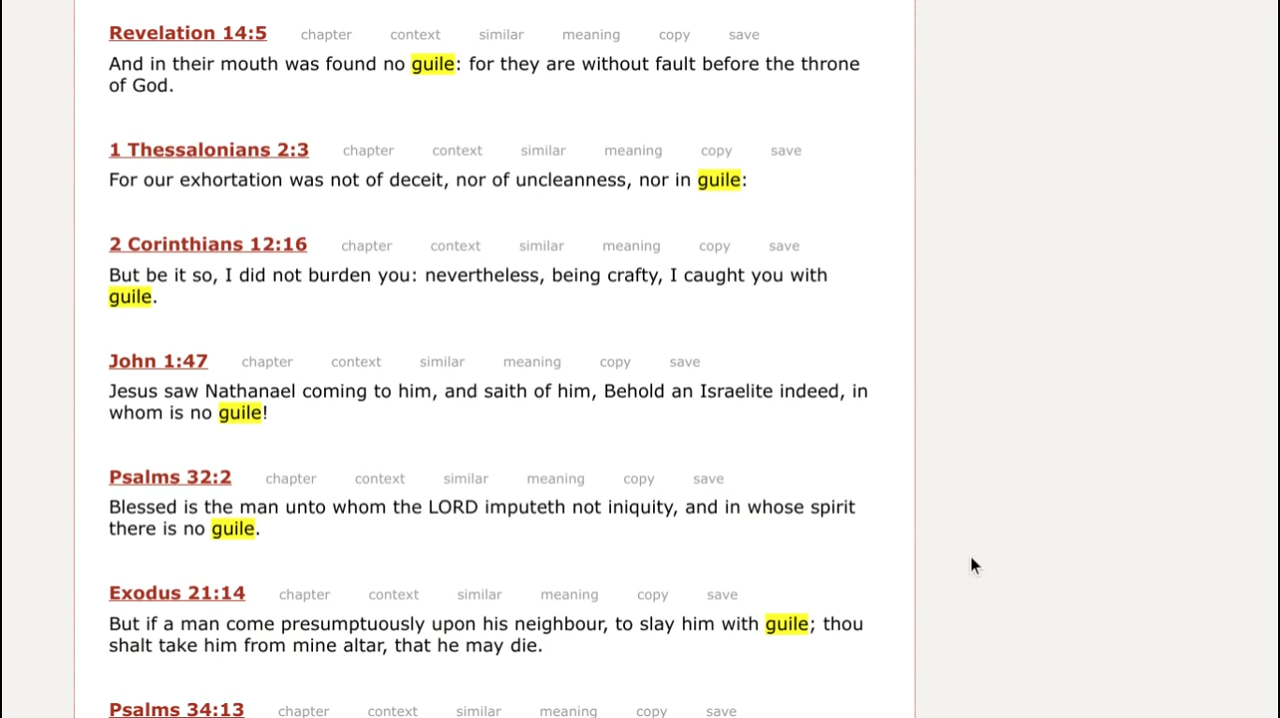 Revelation 14:5 chapter context similar meaning copy save
And in their mouth was found no guile: for they are without fault before the throne
of God.
1 Thessalonians 2:3 chapter context similar meaning copy save
For our exhortation was not of deceit, nor of uncleanness, nor in guile:
2 Corinthians 12:16 chapter context similar meaning copy save
But be it so, I did not burden you: nevertheless, being crafty, I caught you with
guile.
John 1:47 chapter context similar meaning copy save
Jesus saw Nathanael coming to him, and saith of him, Behold an Israelite indeed, in
whom is no guile!
Psalms 32:2 chapter context similar meaning copy save
Blessed is the man unto whom the LORD imputeth not iniquity, and in whose spirit
there is no guile.
Exodus 21:14 chapter context similar meaning copy save
But if a man come presumptuously upon his neighbour, to slay him with guile; thou
shalt take him from mine altar, that he may die.
Psalms 34:13 chapter context similar meaning copy save